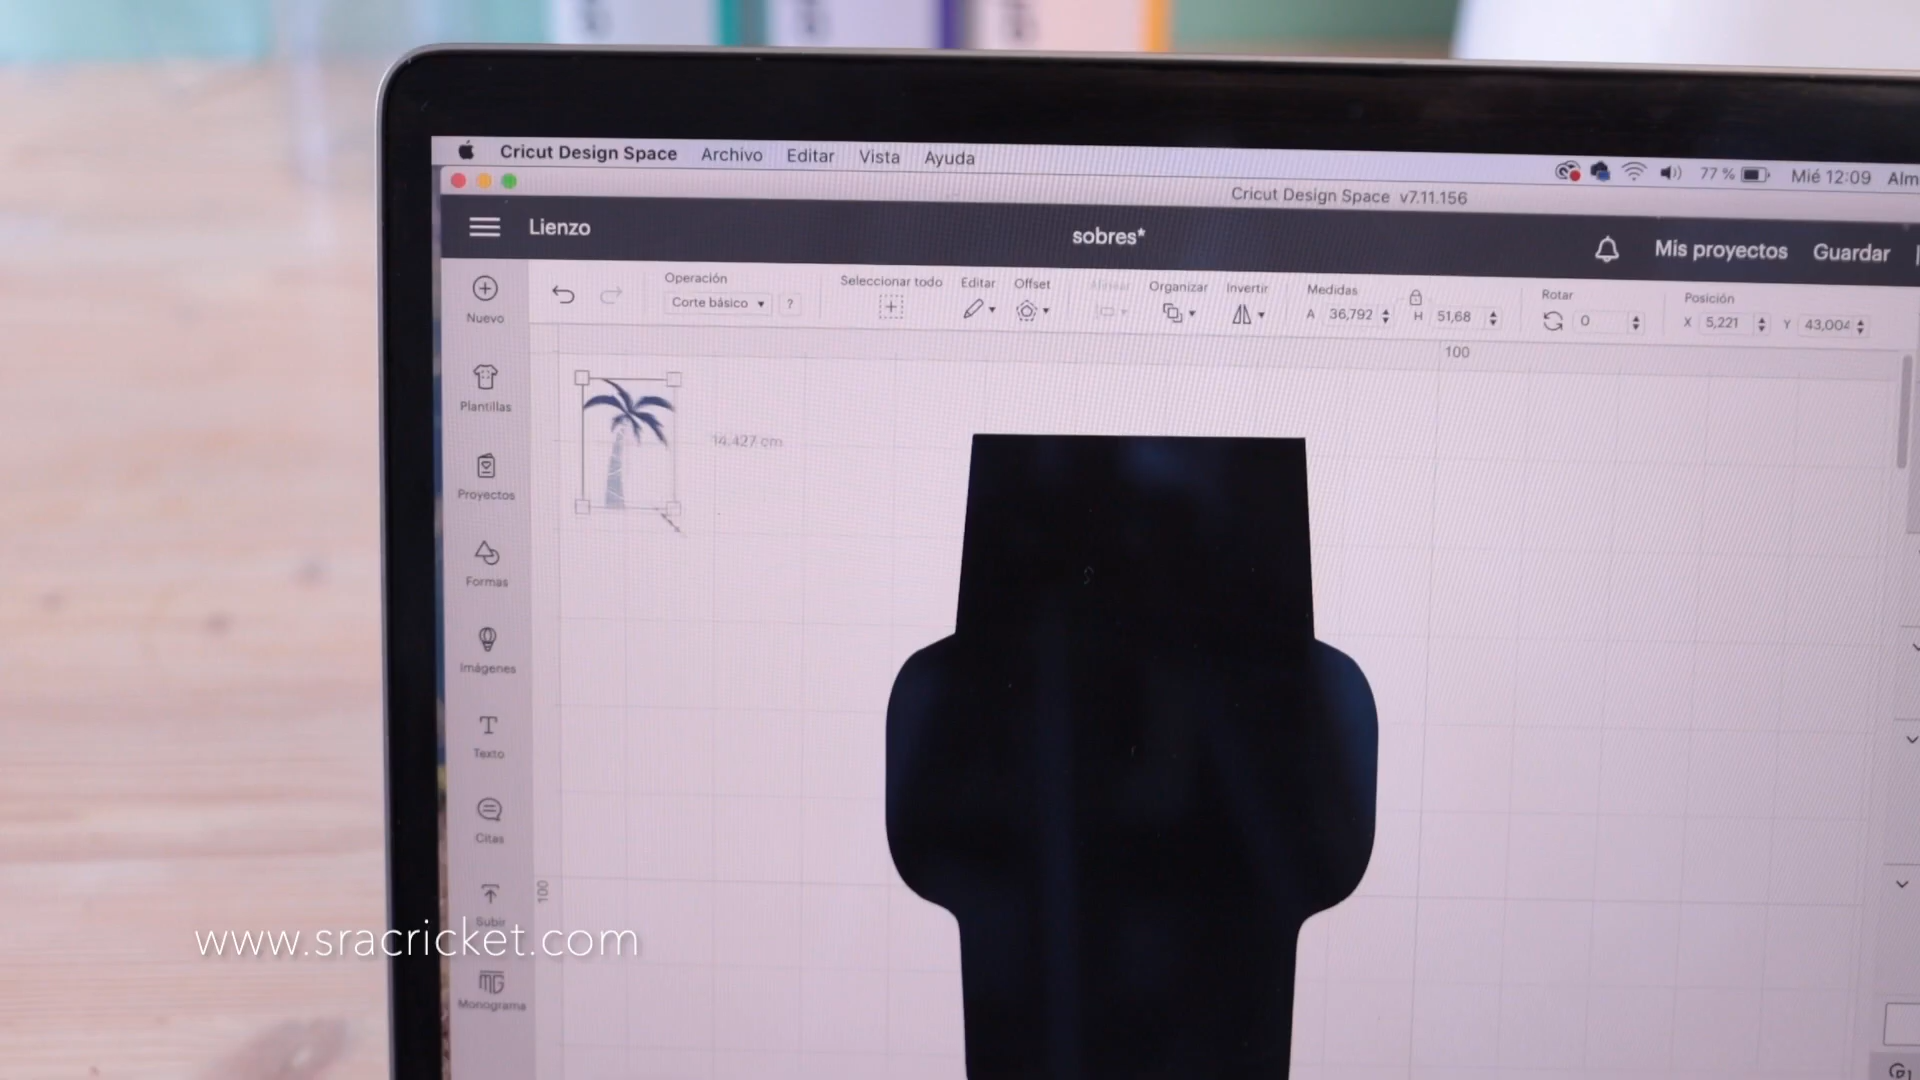 Cricut Design Space Archivo Editar Vista Ayuda 77 % Mié 12:09 Alm
Cricut Design Space v7.11.156
Lienzo sobres* Mis proyectos Guardar
Operación Seleccionar todo Editar Offset Alinear Organizar Invertir Medidas Rotar Posición
Corte básico ? A 36,792 H 51,68 0 X 5,221 Y 43,004
100
Nuevo
Plantillas
14,427 cm
Proyectos
Formas
Imágenes
Texto
Citas
100
Subir
www.sracricket.com
MG
Monograma